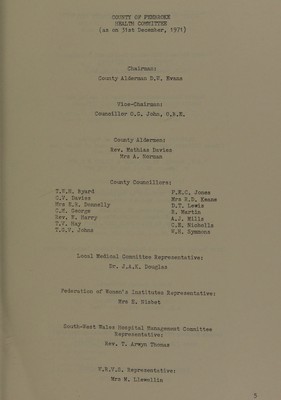 COUNTY OF PEMBROKE
HEALTH COMMITTEE
(as on 31st December, 1971)
Chairman:
County Alderman D.N. Evans
Vice-Chairman:
Councillor C.C. John, O.B.E.
County Aldermen:
Rev. Mathias Davies
Mrs A. Norman
County Councillors:
T.E.H. Byard
C.V. Davies
Mrs E.S. Donnelly
C.M. George
Rev. W. Harry
T.V. Hay
T.R.V. Johns
P.E.C. Jones
Mrs R.D. Evans
D.T. Lewis
R. Martin
A.J. Mills
C.E. Nicholls
W.H. Symmons
Local Medical Committee Representative:
Dr. J.A.S. Douglas
Federation of Women's Institutes Representative:
Mrs E. Nisbet
South-West Wales Hospital Management Committee
Representative:
Rev. T. Arwyn Thomas
W.R.V.S. Representative:
Mrs M. Llewellin